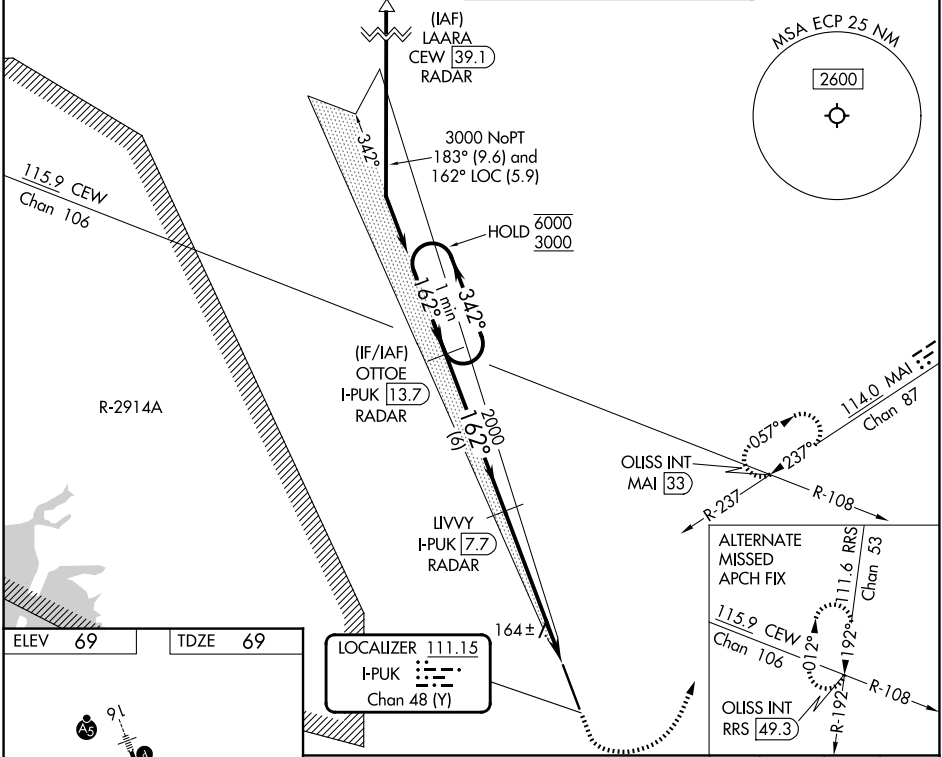 (IAF)
LAARA
CEW 39.1
RADAR
MSA ECP 25 NM
2600
342°
3000 NoPT
183° (9.6) and
162° LOC (5.9)
115.9 CEW
Chan 106
HOLD 6000
3000
162°
1 min
342°
(IF/IAF)
OTTOE
I-PUK 13.7
RADAR
R-2914A
2000
162°
(6)
114.0 MAI
Chan 87
057°
237°
OLISS INT
MAI 33
R-108
R-237
LIVVY
I-PUK 7.7
RADAR
ALTERNATE
MISSED
APCH FIX
111.6 RRS
Chan 53
115.9 CEW
Chan 106
012°
192°
R-108
OLISS INT
RRS 49.3
R-192
164±
ELEV 69
TDZE 69
LOCALIZER 111.15
I-PUK
Chan 48 (Y)
16
A5